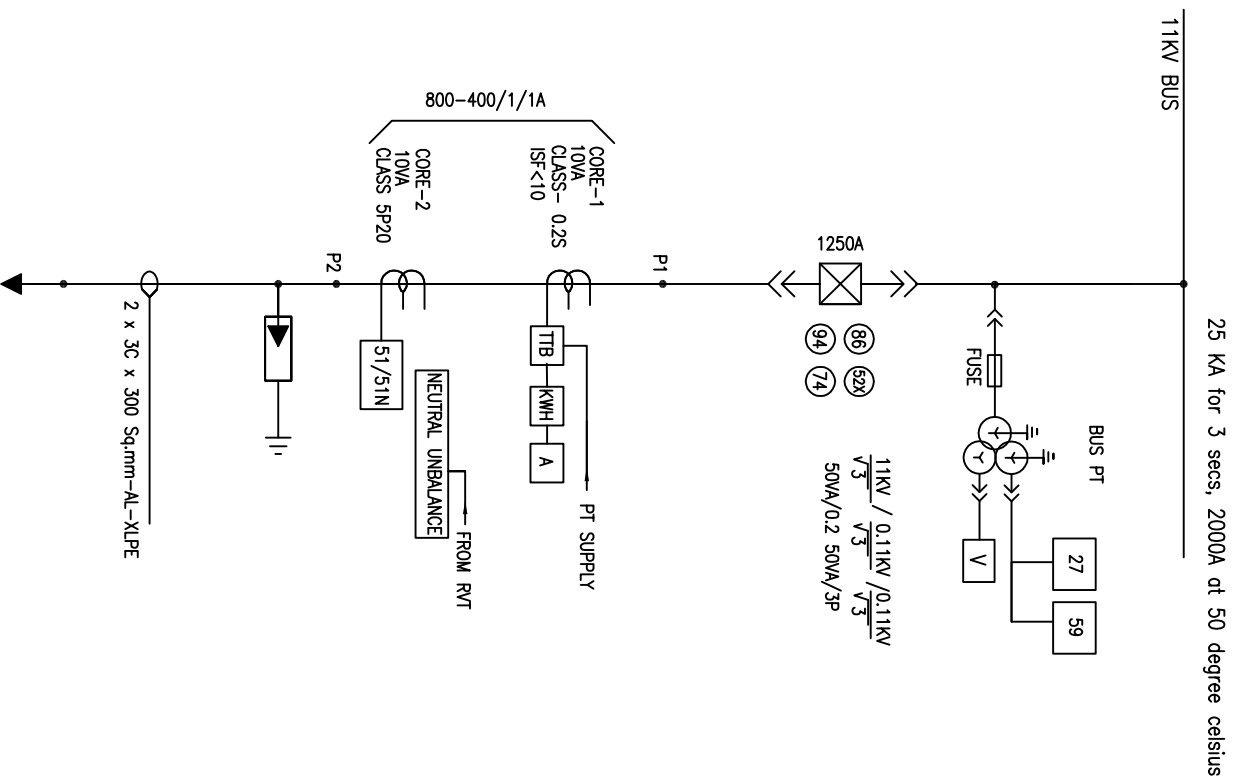 11KV BUS
25 KA for 3 secs, 2000A at 50 degree celsius
BUS PT
FUSE
27
59
V
1250A
86
52X
94
74
11KV / 0.11KV /0.11KV
√3 √3 √3
50VA/0.2 50VA/3P
P1
800-400/1/1A
CORE-1
10VA
CLASS- 0.2S
ISF<10
TTB
KWH
A
PT SUPPLY
CORE-2
10VA
CLASS 5P20
51/51N
NEUTRAL UNBALANCE
FROM RVT
P2
2 x 3C x 300 Sq.mm-AL-XLPE